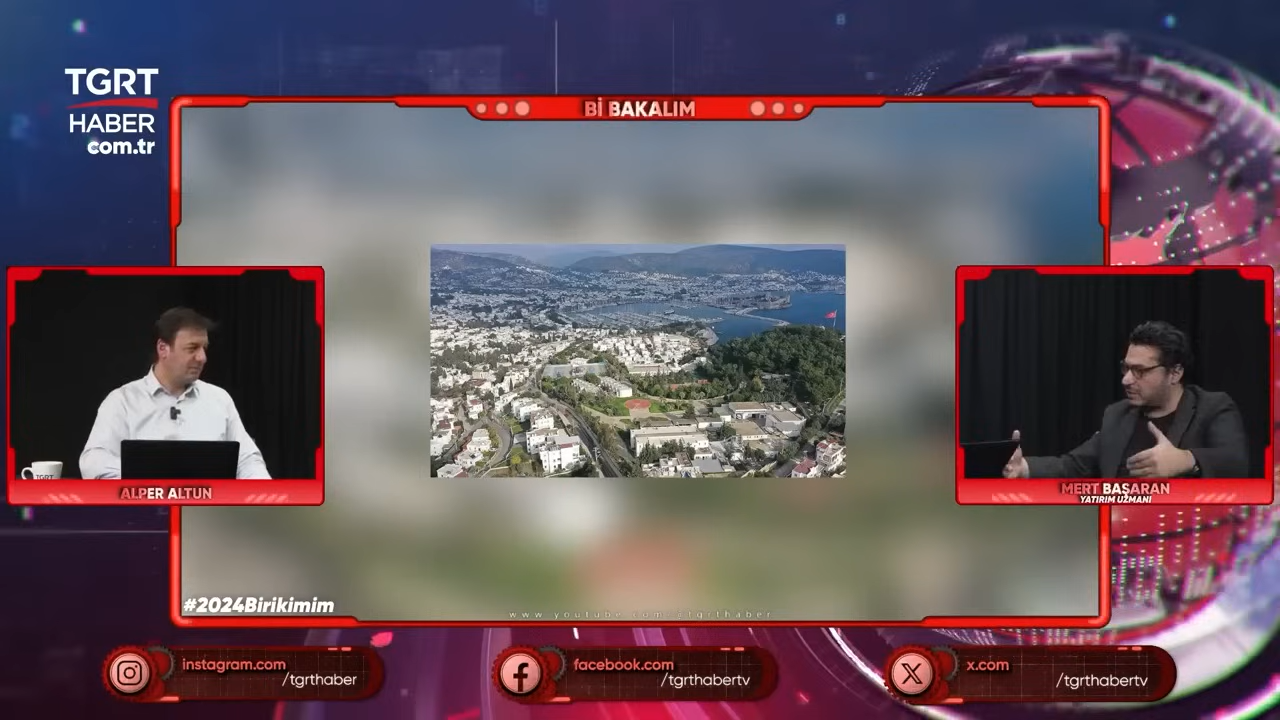 TGRT
HABER
com.tr
Bİ BAKALIM
ALPER ALTUN
MERT BAŞARAN
YATIRIM UZMANI
#2024Birikimim
www.youtube.com/tgrthaber
instagram.com
/tgrthaber
facebook.com
/tgrthabertv
x.com
/tgrthabertv